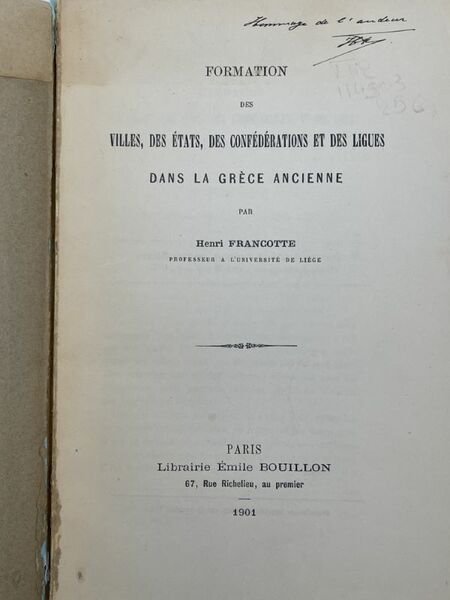 Hommage de l'auteur
FORMATION
DES
VILLES, DES ÉTATS, DES CONFÉDÉRATIONS ET DES LIGUES
DANS LA GRÈCE ANCIENNE
PAR
Henri FRANCOTTE
PROFESSEUR A L'UNIVERSITÉ DE LIÉGE
PARIS
Librairie Émile BOUILLON
67, Rue Richelieu, au premier
1901